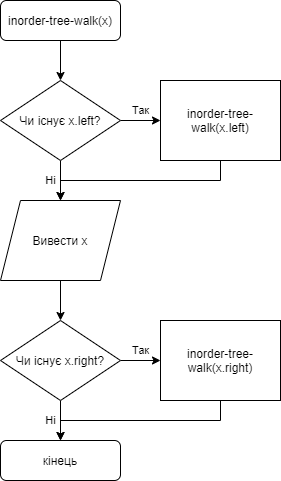 inorder-tree-walk(x)
Чи існує x.left?
Так
inorder-tree-
walk(x.left)
Ні
Вивести x
Чи існує x.right?
Так
inorder-tree-
walk(x.right)
Ні
кінець